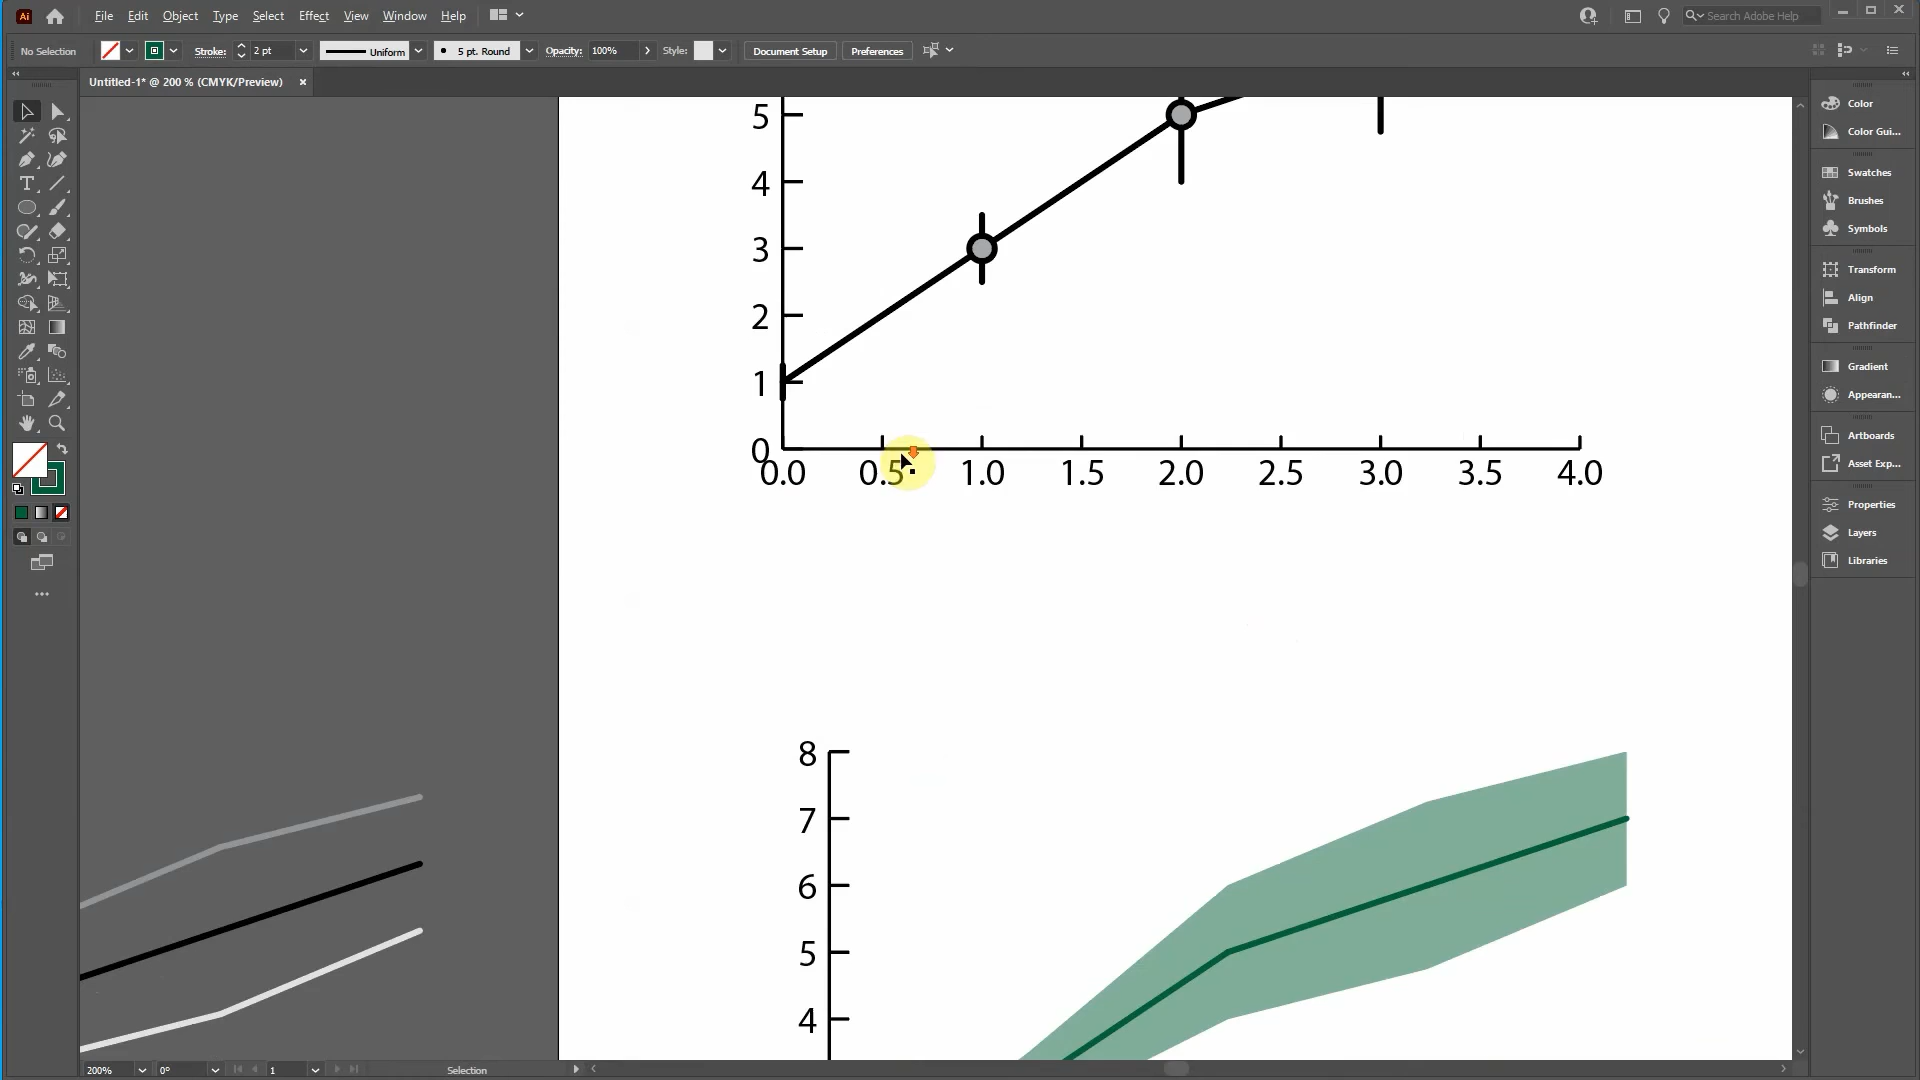 Ai File Edit Object Type Select Effect View Window Help Search Adobe Help
No Selection Stroke: 2 pt Uniform 5 pt. Round Opacity: 100% Style: Document Setup Preferences
Untitled-1* @ 200 % (CMYK/Preview)
Color
Color Gui...
Swatches
Brushes
Symbols
Transform
Align
Pathfinder
Gradient
Appearan...
Artboards
Asset Exp...
Properties
Layers
Libraries
5
4
3
2
1
0
0.0 0.5 1.0 1.5 2.0 2.5 3.0 3.5 4.0
8
7
6
5
4
200% 0° 1 Selection